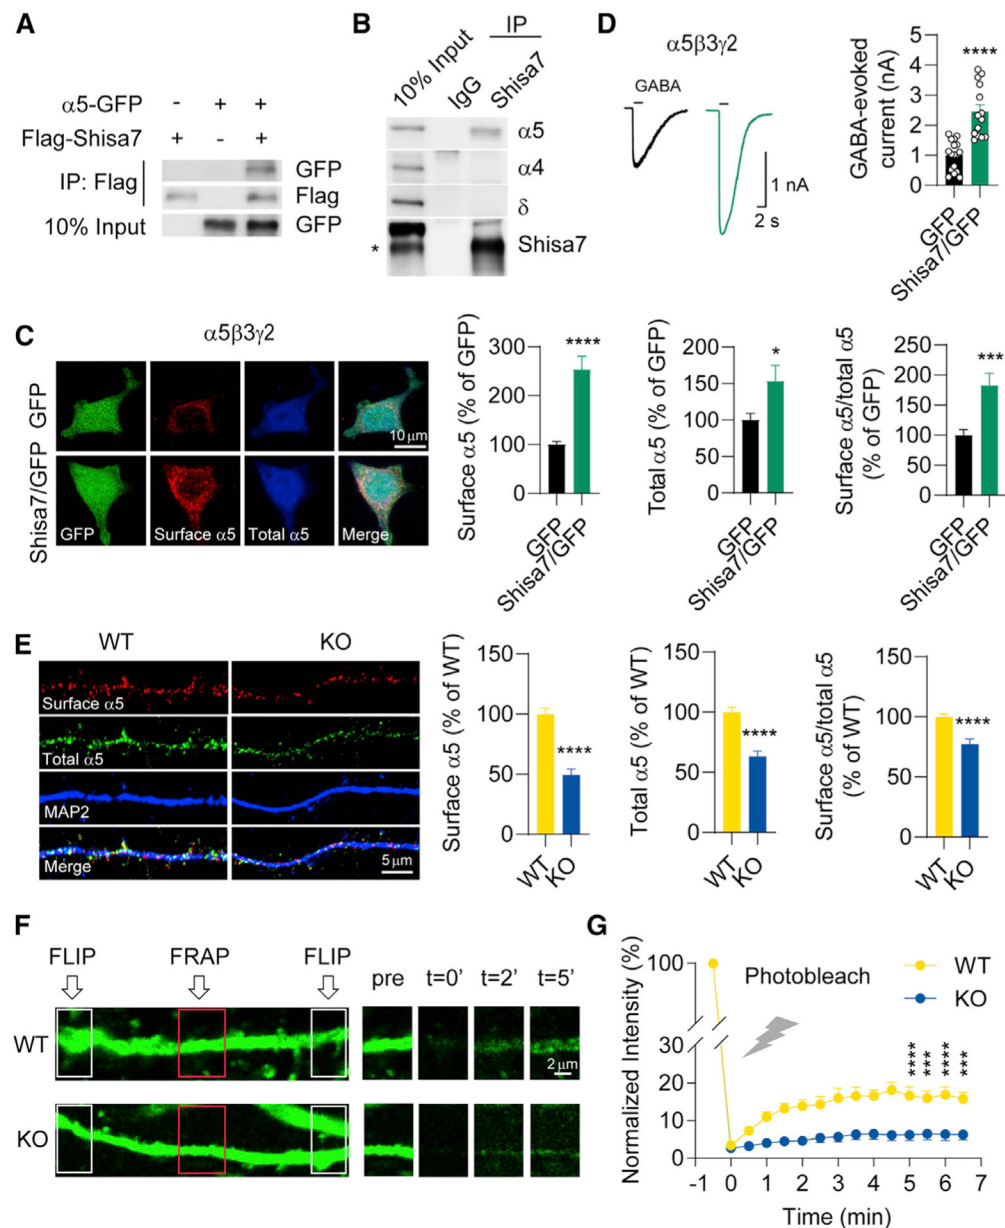 A
α5-GFP - + +
Flag-Shisa7 + - +
IP: Flag
GFP
Flag
10% Input
GFP
B
IP
10% Input
IgG
Shisa7
α5
α4
δ
* Shisa7
D
α5β3γ2
GABA
1 nA
2 s
GABA-evoked
current (nA)
5
4
3
2
1
0
****
GFP
Shisa7/GFP
C
α5β3γ2
GFP
Shisa7/GFP
10 μm
GFP
Surface α5
Total α5
Merge
Surface α5 (% of GFP)
300
200
100
0
****
GFP
Shisa7/GFP
Total α5 (% of GFP)
200
150
100
50
0
*
GFP
Shisa7/GFP
Surface α5/total α5
(% of GFP)
250
200
150
100
50
0
***
GFP
Shisa7/GFP
E
WT
KO
Surface α5
Total α5
MAP2
Merge
5 μm
Surface α5 (% of WT)
150
100
50
0
****
WT
KO
Total α5 (% of WT)
150
100
50
0
****
WT
KO
Surface α5/total α5
(% of WT)
150
100
50
0
****
WT
KO
F
FLIP
FRAP
FLIP
pre
t=0'
t=2'
t=5'
WT
2 μm
KO
G
Normalized Intensity (%)
100
30
20
10
0
Photobleach
WT
KO
****
***
****
***
-1 0 1 2 3 4 5 6 7
Time (min)